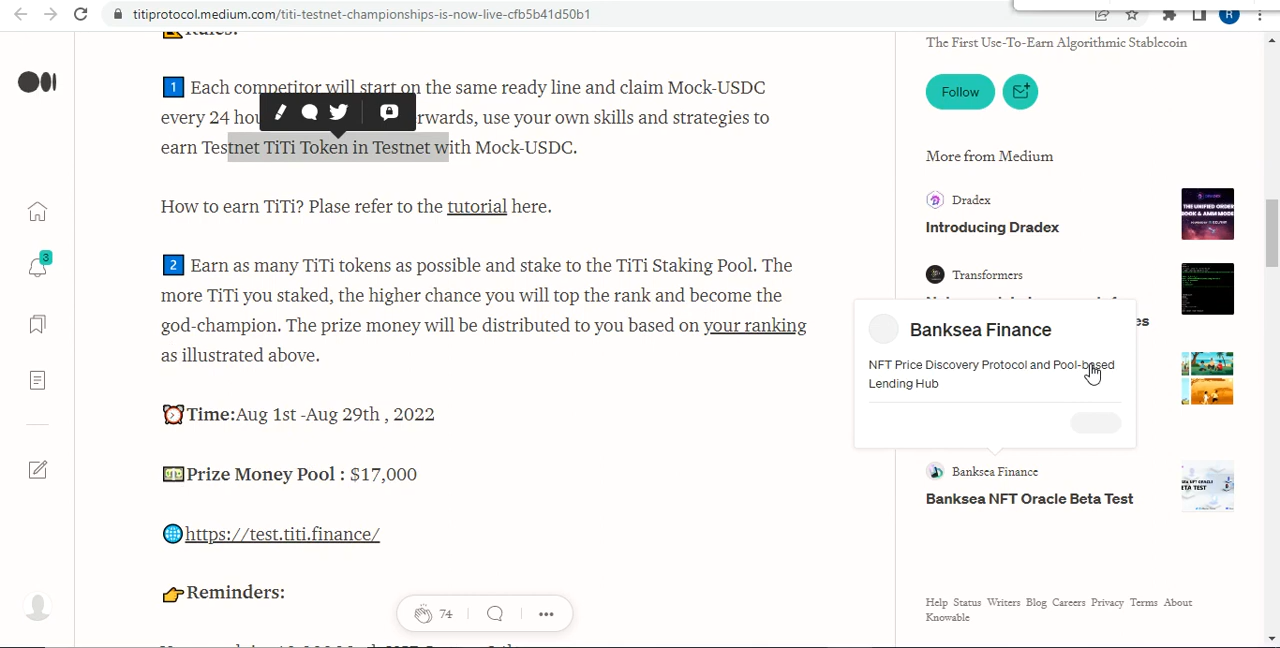 titiprotocol.medium.com/titi-testnet-championships-is-now-live-cfb5b41d50b1
R
Rules:
1 Each competitor will start on the same ready line and claim Mock-USDC
every 24 hou
rwards, use your own skills and strategies to
earn Testnet TiTi Token in Testnet with Mock-USDC.
How to earn TiTi? Plase refer to the tutorial here.
2 Earn as many TiTi tokens as possible and stake to the TiTi Staking Pool. The
more TiTi you staked, the higher chance you will top the rank and become the
god-champion. The prize money will be distributed to you based on your ranking
as illustrated above.
Time:Aug 1st -Aug 29th , 2022
Prize Money Pool : $17,000
https://test.titi.finance/
Reminders:
74
3
The First Use-To-Earn Algorithmic Stablecoin
Follow
More from Medium
Dradex
Introducing Dradex
THE UNIFIED ORDER
BOOK & AMM MODE
Transformers
Banksea Finance
NFT Price Discovery Protocol and Pool-based
Lending Hub
Banksea Finance
Banksea NFT Oracle Beta Test
Help Status Writers Blog Careers Privacy Terms About
Knowable